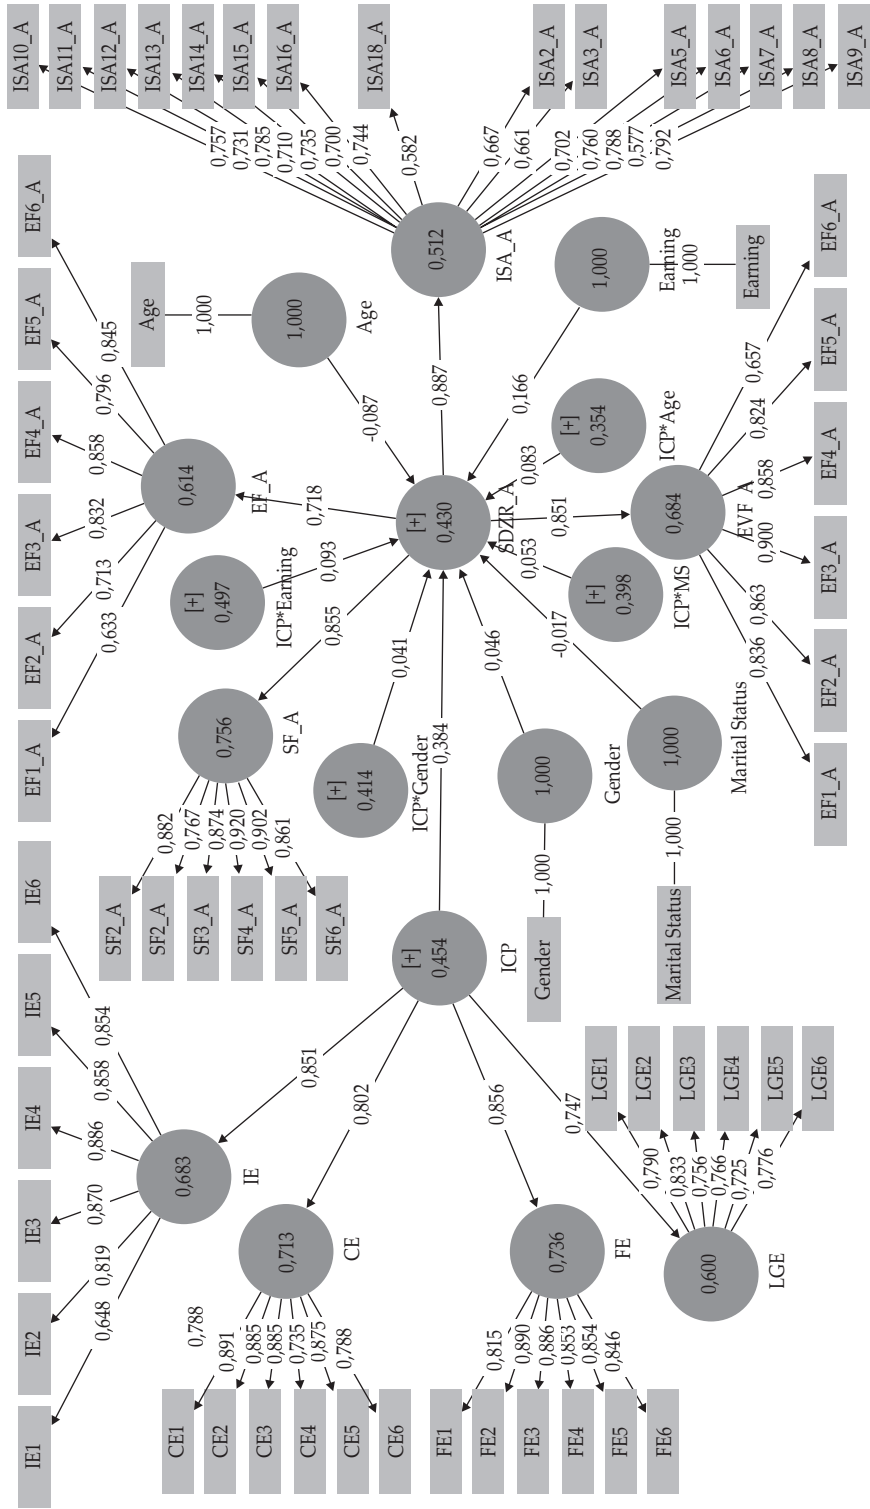 IE1
IE2
IE3
IE4
IE5
IE6
0,648
0,819
0,870
0,886
0,858
0,854
0,683
IE
EF1_A
EF2_A
EF3_A
EF4_A
EF5_A
EF6_A
0,633
0,713
0,832
0,858
0,796
0,845
0,614
EF_A
CE1
CE2
CE3
CE4
CE5
CE6
0,788
0,891
0,885
0,885
0,735
0,875
0,788
0,713
CE
0,851
0,802
0,856
0,747
SF2_A
SF2_A
SF3_A
SF4_A
SF5_A
SF6_A
0,882
0,767
0,874
0,920
0,902
0,861
0,756
SF_A
[+]
0,497
ICP*Earning
0,093
0,718
0,855
Age
1,000
1,000
Age
-0,087
[+]
0,414
ICP*Gender
0,041
[+]
0,454
ICP
0,384
[+]
0,430
SDZR_A
0,887
0,512
ISA_A
ISA10_A
ISA11_A
ISA12_A
ISA13_A
ISA14_A
ISA15_A
ISA16_A
ISA18_A
ISA2_A
ISA3_A
ISA5_A
ISA6_A
ISA7_A
ISA8_A
ISA9_A
0,757
0,731
0,785
0,710
0,735
0,700
0,744
0,582
0,667
0,661
0,702
0,760
0,788
0,577
0,792
FE1
FE2
FE3
FE4
FE5
FE6
0,815
0,890
0,886
0,853
0,854
0,846
0,736
FE
Gender
1,000
1,000
Gender
0,046
0,053
0,083
0,851
0,166
1,000
Earning
1,000
Earning
[+]
0,354
ICP*Age
[+]
0,398
ICP*MS
-0,017
Marital Status
1,000
1,000
Marital Status
LGE1
LGE2
LGE3
LGE4
LGE5
LGE6
0,790
0,833
0,756
0,766
0,725
0,776
0,600
LGE
0,684
EVF_A
0,836
0,863
0,900
0,858
0,824
0,657
EF1_A
EF2_A
EF3_A
EF4_A
EF5_A
EF6_A